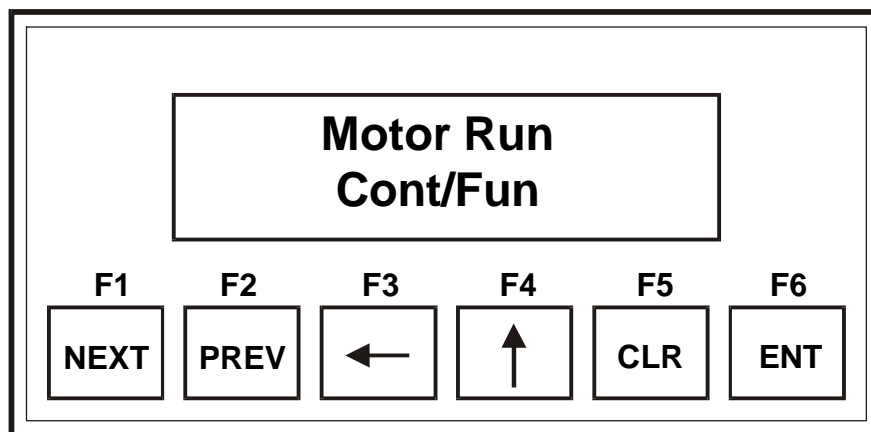 Motor Run
Cont/Fun
F1 F2 F3 F4 F5 F6
NEXT PREV ← ↑ CLR ENT